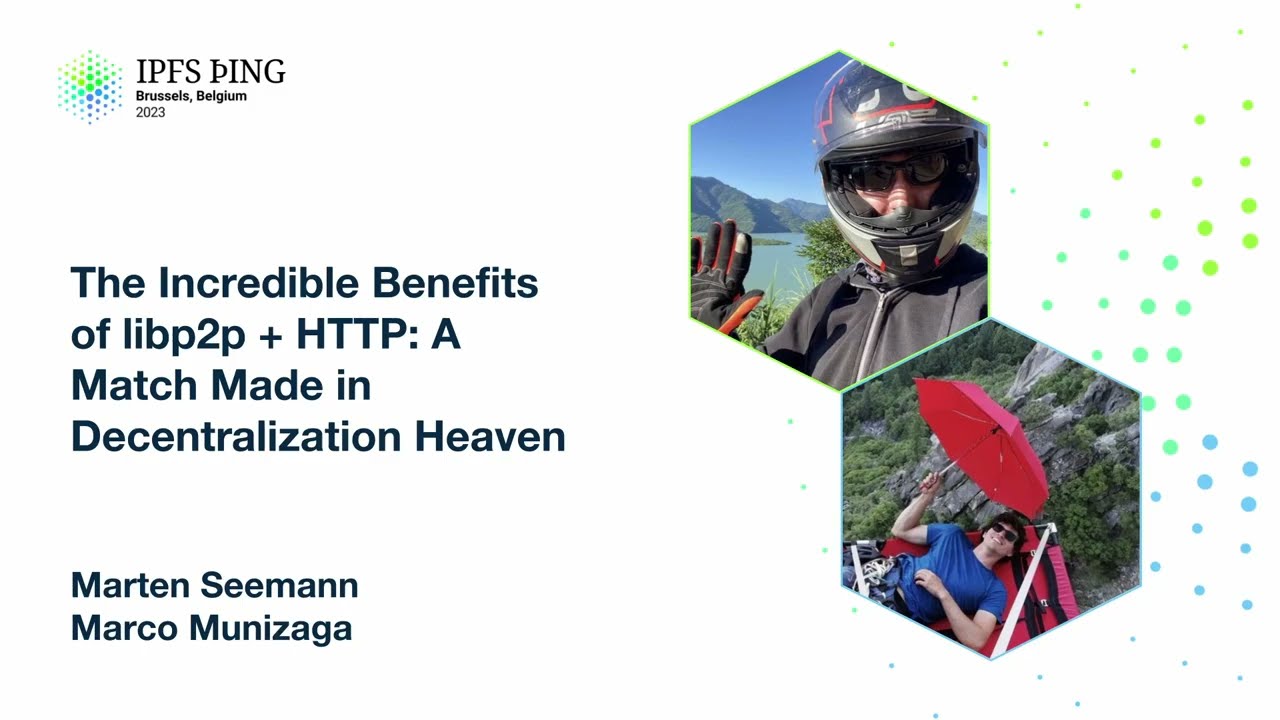 IPFS ÞING
Brussels, Belgium
2023
The Incredible Benefits
of libp2p + HTTP: A
Match Made in
Decentralization Heaven
Marten Seemann
Marco Munizaga